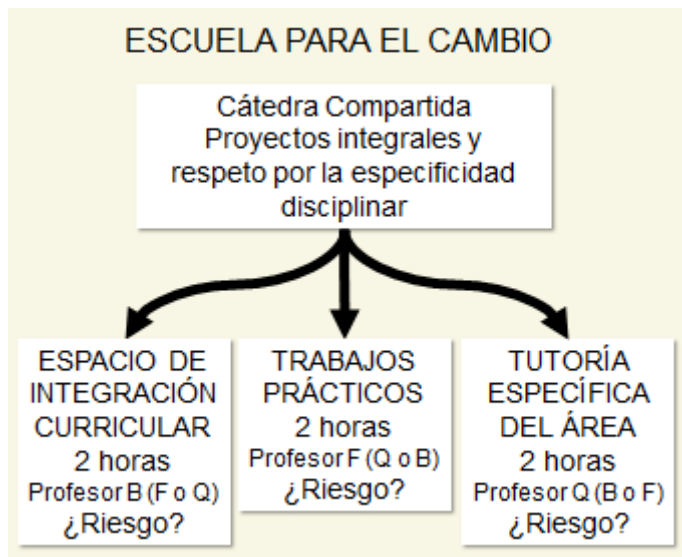 ESCUELA PARA EL CAMBIO
Cátedra Compartida
Proyectos integrales y
respeto por la especificidad
disciplinar
ESPACIO DE
INTEGRACIÓN
CURRICULAR
2 horas
Profesor B (F o Q)
¿Riesgo?
TRABAJOS
PRÁCTICOS
2 horas
Profesor F (Q o B)
¿Riesgo?
TUTORÍA
ESPECÍFICA
DEL ÁREA
2 horas
Profesor Q (B o F)
¿Riesgo?